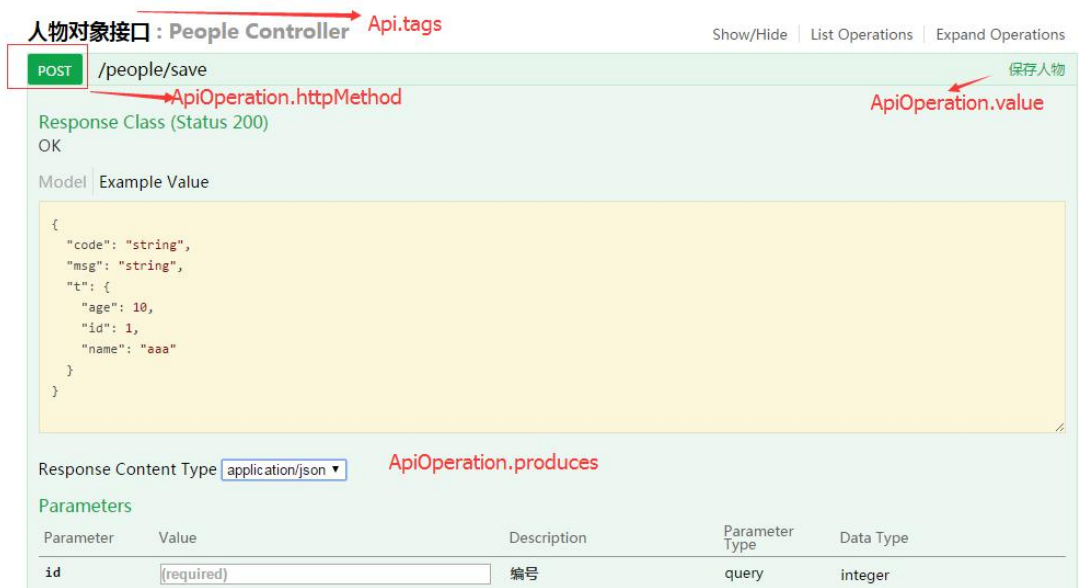 人物对象接口 : People Controller Api.tags Show/Hide List Operations Expand Operations
POST /people/save 保存人物
ApiOperation.httpMethod ApiOperation.value
Response Class (Status 200)
OK
Model Example Value
{
"code": "string",
"msg": "string",
"t": {
"age": 10,
"id": 1,
"name": "aaa"
}
}
Response Content Type application/json ApiOperation.produces
Parameters
Parameter Value Description Parameter Type Data Type
id (required) 编号 query integer